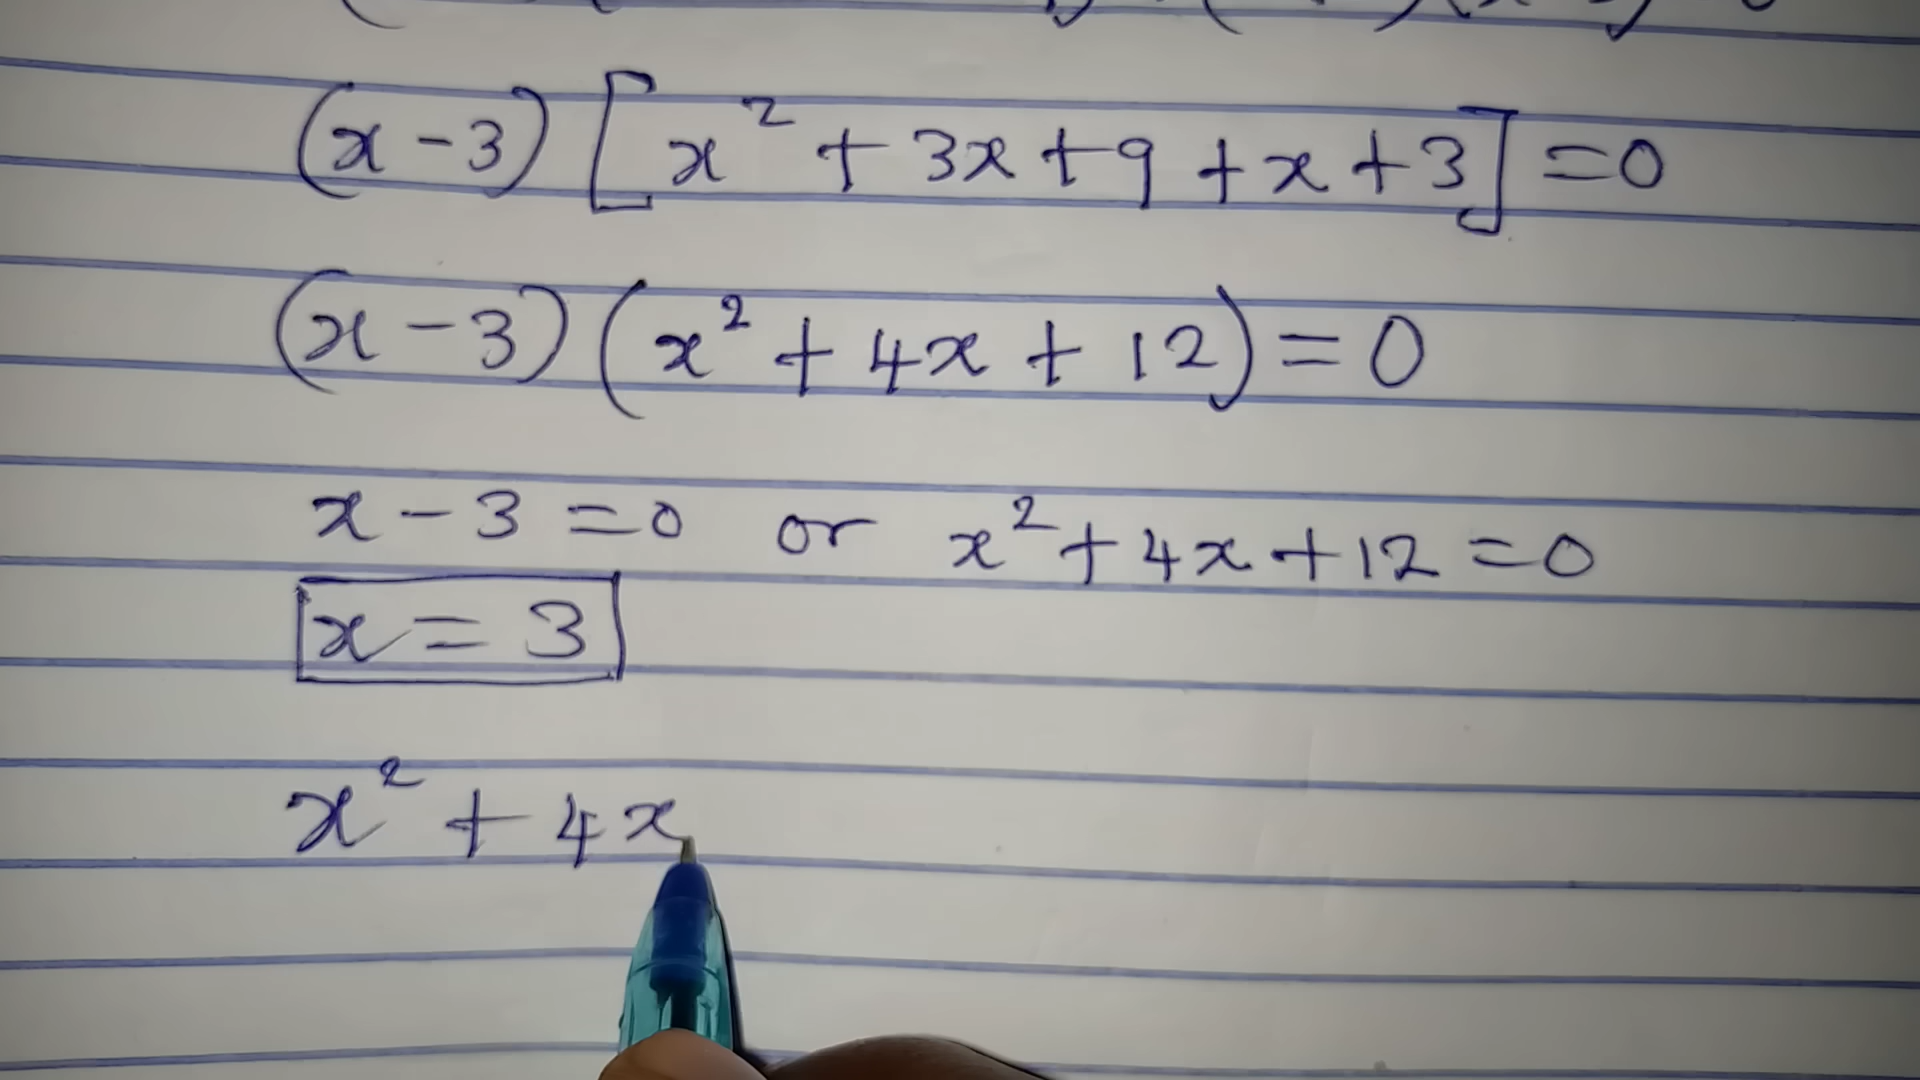 (x - 3) [x² + 3x + 9 + x + 3] = 0
(x - 3) (x² + 4x + 12) = 0
x - 3 = 0 or x² + 4x + 12 = 0
x = 3
x² + 4x